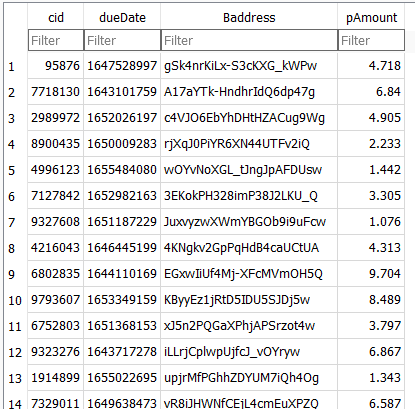 cid dueDate Baddress pAmount
Filter Filter Filter Filter
1 95876 1647528997 gSk4nrKiLx-S3cKXG_kWPw 4.718
2 7718130 1643101759 A17aYTk-HndhrIdQ6dp47g 6.84
3 2989972 1652026197 c4VJO6EbYhDHtHZACug9Wg 4.905
4 8900435 1650009283 rjXqJ0PiYR6XN44UTFv2iQ 2.233
5 4996123 1655484080 wOYvNoXGL_tJngJpAFDUsw 1.442
6 7127842 1652982163 3EKokPH328imP38J2LKU_Q 3.305
7 9327608 1651187229 JuxvyzwXWmYBGOb9i9uFcw 1.076
8 4216043 1646445199 4KNgkv2GpPqHdB4caUCtUA 4.313
9 6802835 1644110169 EGxwIiUf4Mj-XFcMVmOH5Q 9.704
10 9793607 1653349159 KByyEz1jRtD5IDU5SJDj5w 8.489
11 6752803 1651368153 xJ5n2PQGaXPhjAPSrzot4w 3.797
12 9323276 1643717278 iLLrjCplwpUjfcJ_vOYryw 6.867
13 1914899 1655022695 upjrMfPGhhZDYUM7iQh4Og 1.343
14 7329011 1649638473 vR8iJHWNfCEjL4cmEuXPZQ 6.587